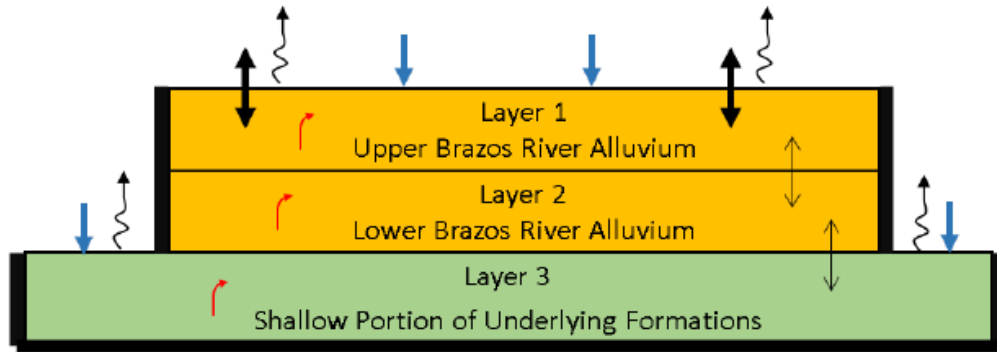 Layer 1
Upper Brazos River Alluvium
Layer 2
Lower Brazos River Alluvium
Layer 3
Shallow Portion of Underlying Formations